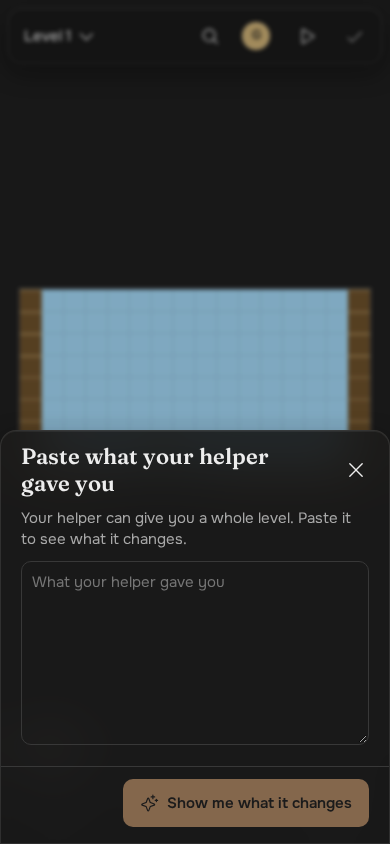 Level 1
Paste what your helper
gave you
Your helper can give you a whole level. Paste it
to see what it changes.
What your helper gave you
Show me what it changes